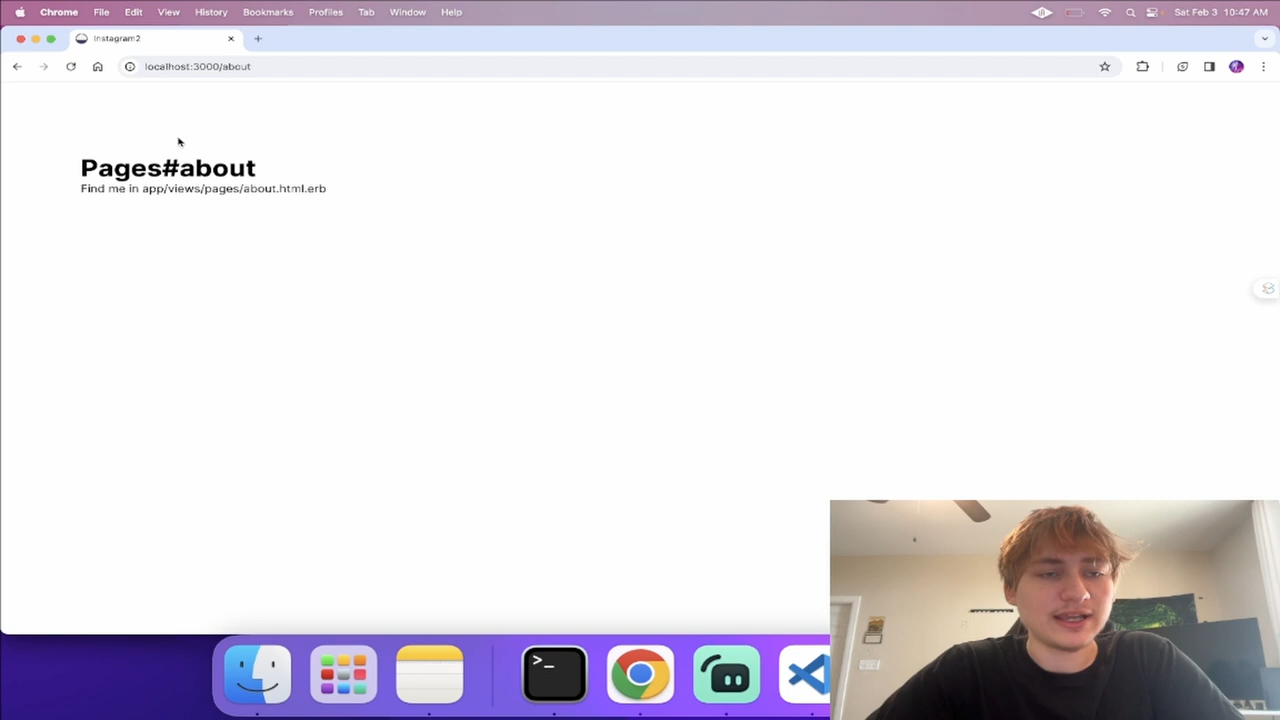 Chrome File Edit View History Bookmarks Profiles Tab Window Help Sat Feb 3 10:47 AM
Instagram2
localhost:3000/about
Pages#about
Find me in app/views/pages/about.html.erb